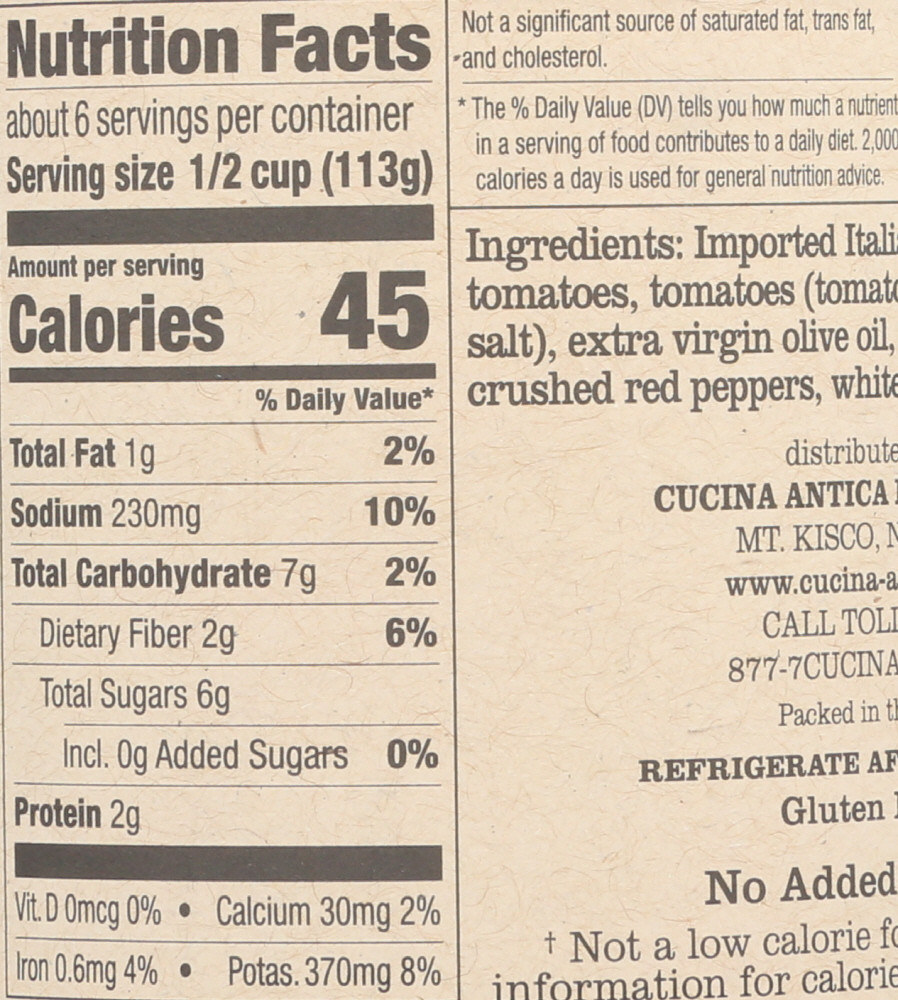 Nutrition Facts
about 6 servings per container
Serving size 1/2 cup (113g)
Amount per serving
Calories 45
% Daily Value*
Total Fat 1g 2%
Sodium 230mg 10%
Total Carbohydrate 7g 2%
Dietary Fiber 2g 6%
Total Sugars 6g
Incl. 0g Added Sugars 0%
Protein 2g
Vit. D 0mcg 0% • Calcium 30mg 2%
Iron 0.6mg 4% • Potas. 370mg 8%
Not a significant source of saturated fat, trans fat,
and cholesterol.
* The % Daily Value (DV) tells you how much a nutrient
in a serving of food contributes to a daily diet. 2,000
calories a day is used for general nutrition advice.
Ingredients: Imported
tomatoes, tomatoes
salt), extra virgin olive oil,
crushed red peppers,
CUCINA ANTICA
MT. KISCO,
CALL
Packed in
REFRIGERATE
Gluten
No Added
† Not a low calorie
information for